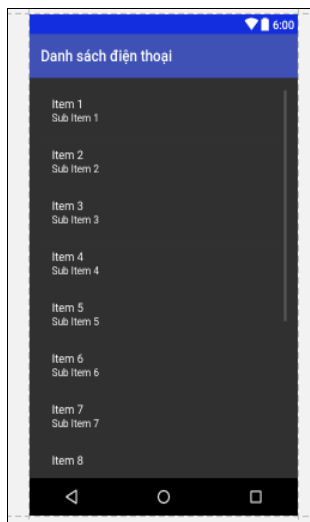 6:00
Danh sách điện thoại
Item 1
Sub Item 1
Item 2
Sub Item 2
Item 3
Sub Item 3
Item 4
Sub Item 4
Item 5
Sub Item 5
Item 6
Sub Item 6
Item 7
Sub Item 7
Item 8